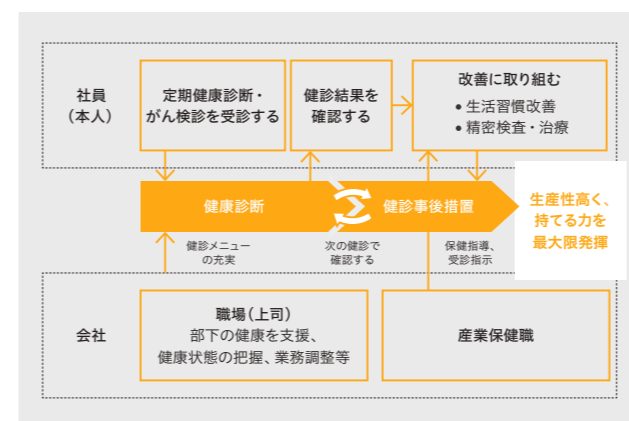 社員
（本人）
定期健康診断・
がん検診を受診する
健診結果を
確認する
改善に取り組む
• 生活習慣改善
• 精密検査・治療
健康診断
健診事後措置
生産性高く、
持てる力を
最大限発揮
健診メニュー
の充実
次の健診で
確認する
保健指導、
受診指示
会社
職場（上司）
部下の健康を支援、
健康状態の把握、業務調整等
産業保健職